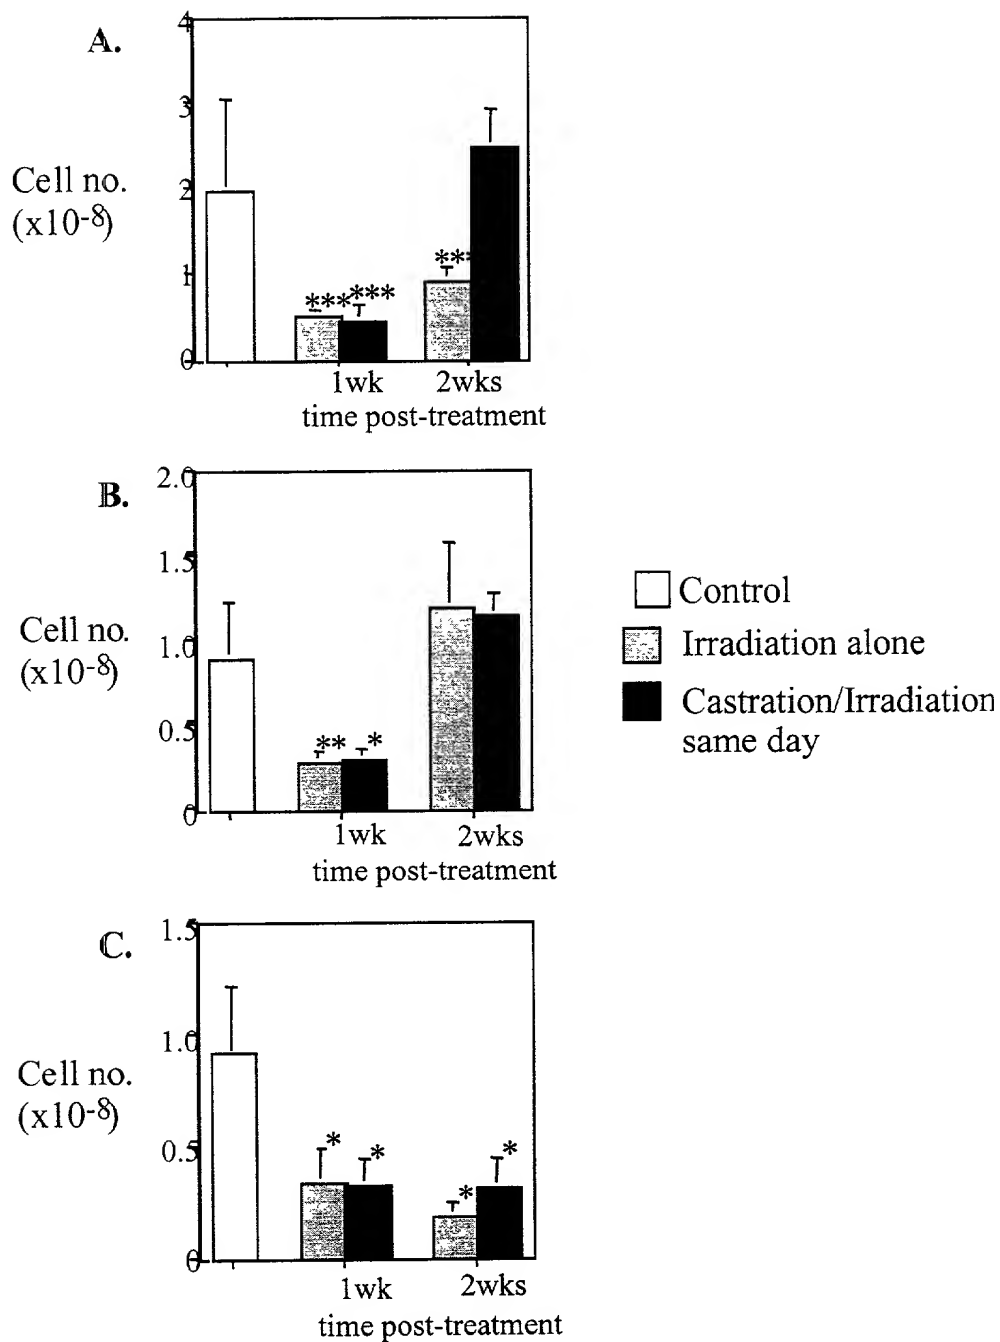 A.
4
3
2
1
0
Cell no.
(x10-8)
*** ***
***
1wk 2wks
time post-treatment
B.
2.0
1.5
1.0
0.5
0
Cell no.
(x10-8)
** *
1wk 2wks
time post-treatment
Control
Irradiation alone
Castration/Irradiation
same day
C.
1.5
1.0
0.5
0
Cell no.
(x10-8)
* *
* *
1wk 2wks
time post-treatment